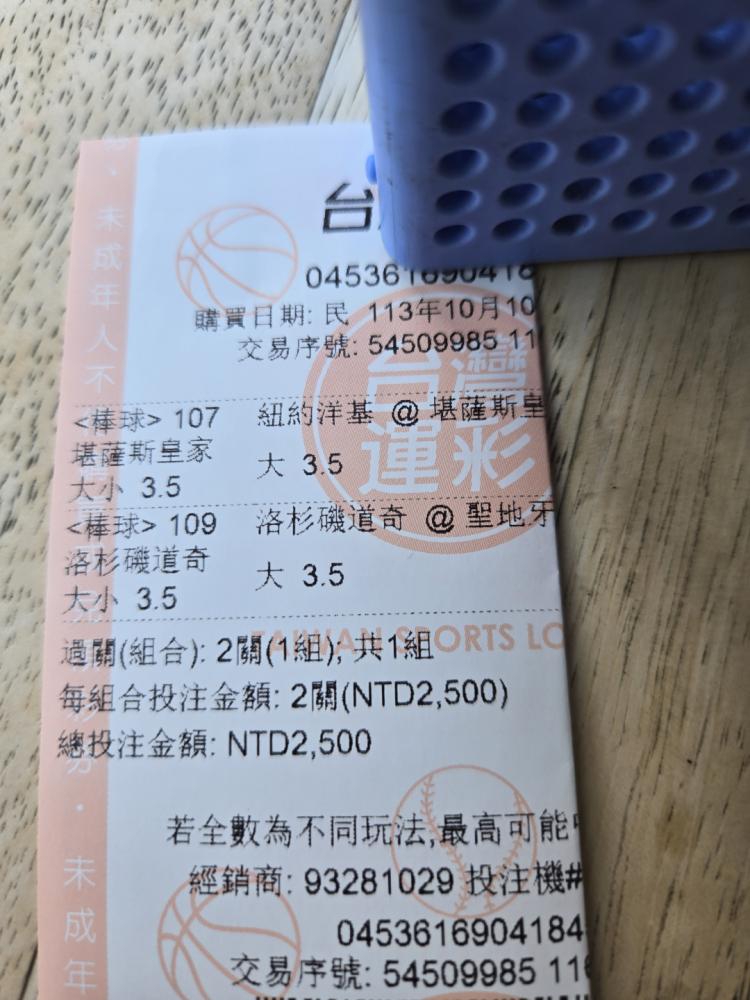 台
購買日期: 民 113年10月10
交易序號: 54509985 11
<棒球> 107 紐約洋基 @ 堪薩斯皇
堪薩斯皇家 大 3.5
大小 3.5
<棒球> 109 洛杉磯道奇 @ 聖地牙
洛杉磯道奇 大 3.5
大小 3.5
台灣
運彩
TAIWAN SPORTS LO
過關(組合): 2關(1組), 共1組
每組合投注金額: 2關(NTD2,500)
總投注金額: NTD2,500
若全數為不同玩法,最高可能
經銷商: 93281029 投注機#
0453616904184
交易序號: 54509985 11
未成年人不
未成年